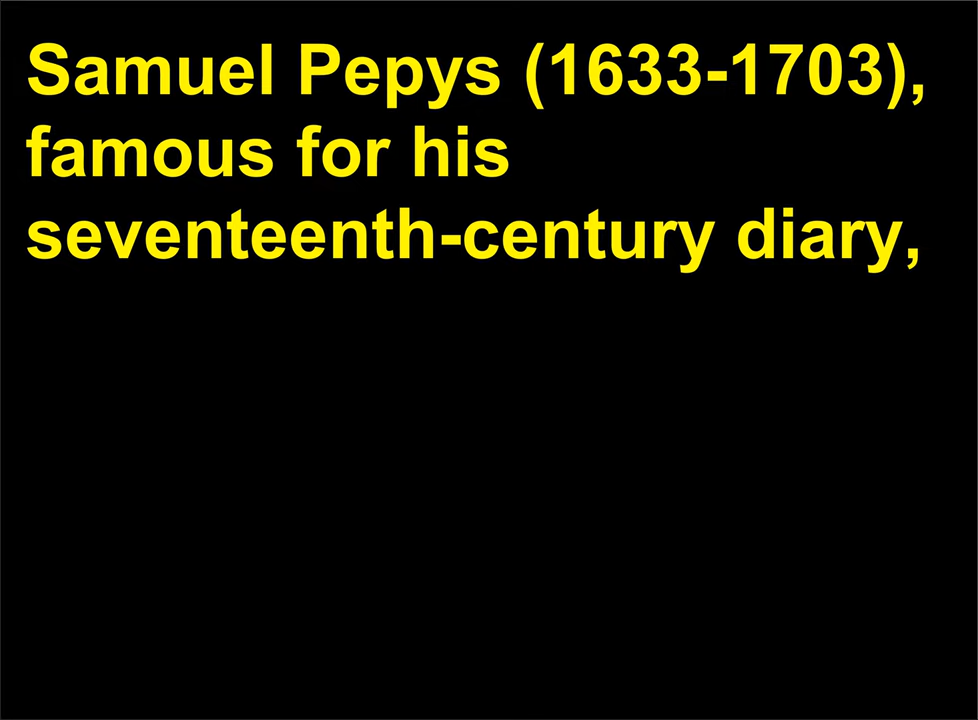 Samuel Pepys (1633-1703),
famous for his
seventeenth-century diary,